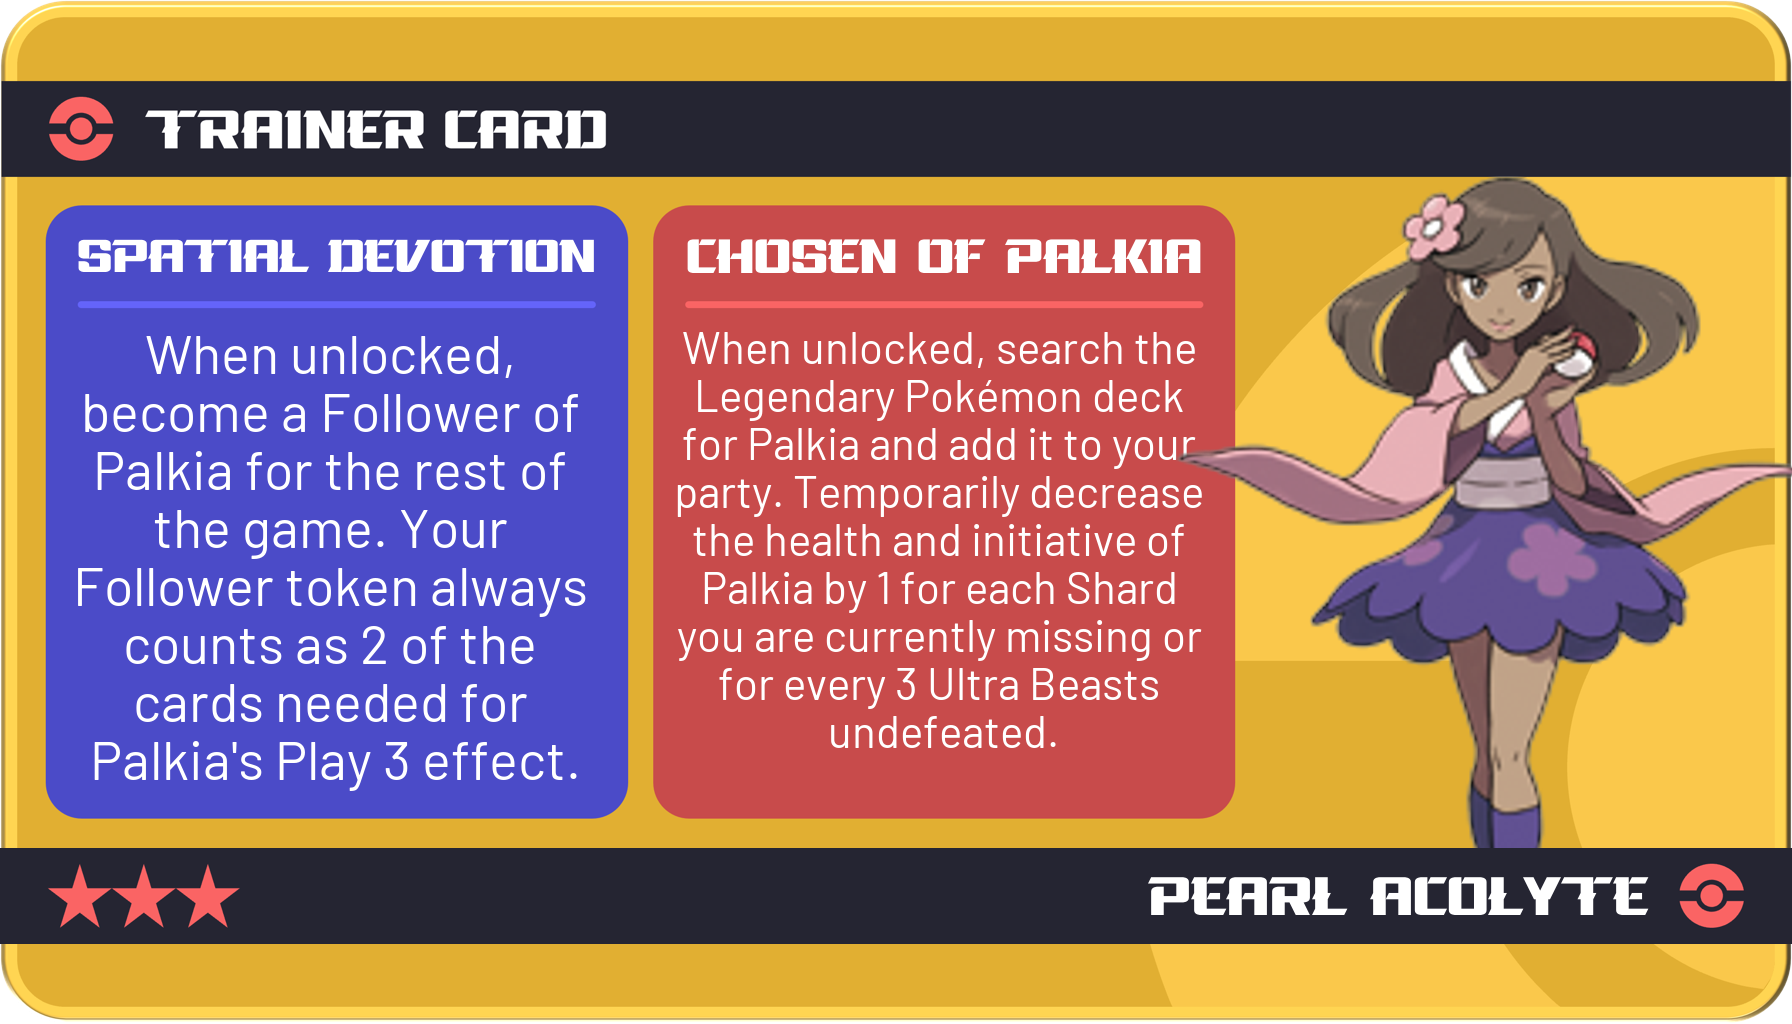 TRAINER CARD
SPATIAL DEVOTION
When unlocked,
become a Follower of
Palkia for the rest of
the game. Your
Follower token always
counts as 2 of the
cards needed for
Palkia's Play 3 effect.
CHOSEN OF PALKIA
When unlocked, search the
Legendary Pokémon deck
for Palkia and add it to your
party. Temporarily decrease
the health and initiative of
Palkia by 1 for each Shard
you are currently missing or
for every 3 Ultra Beasts
undefeated.
PEARL ACOLYTE